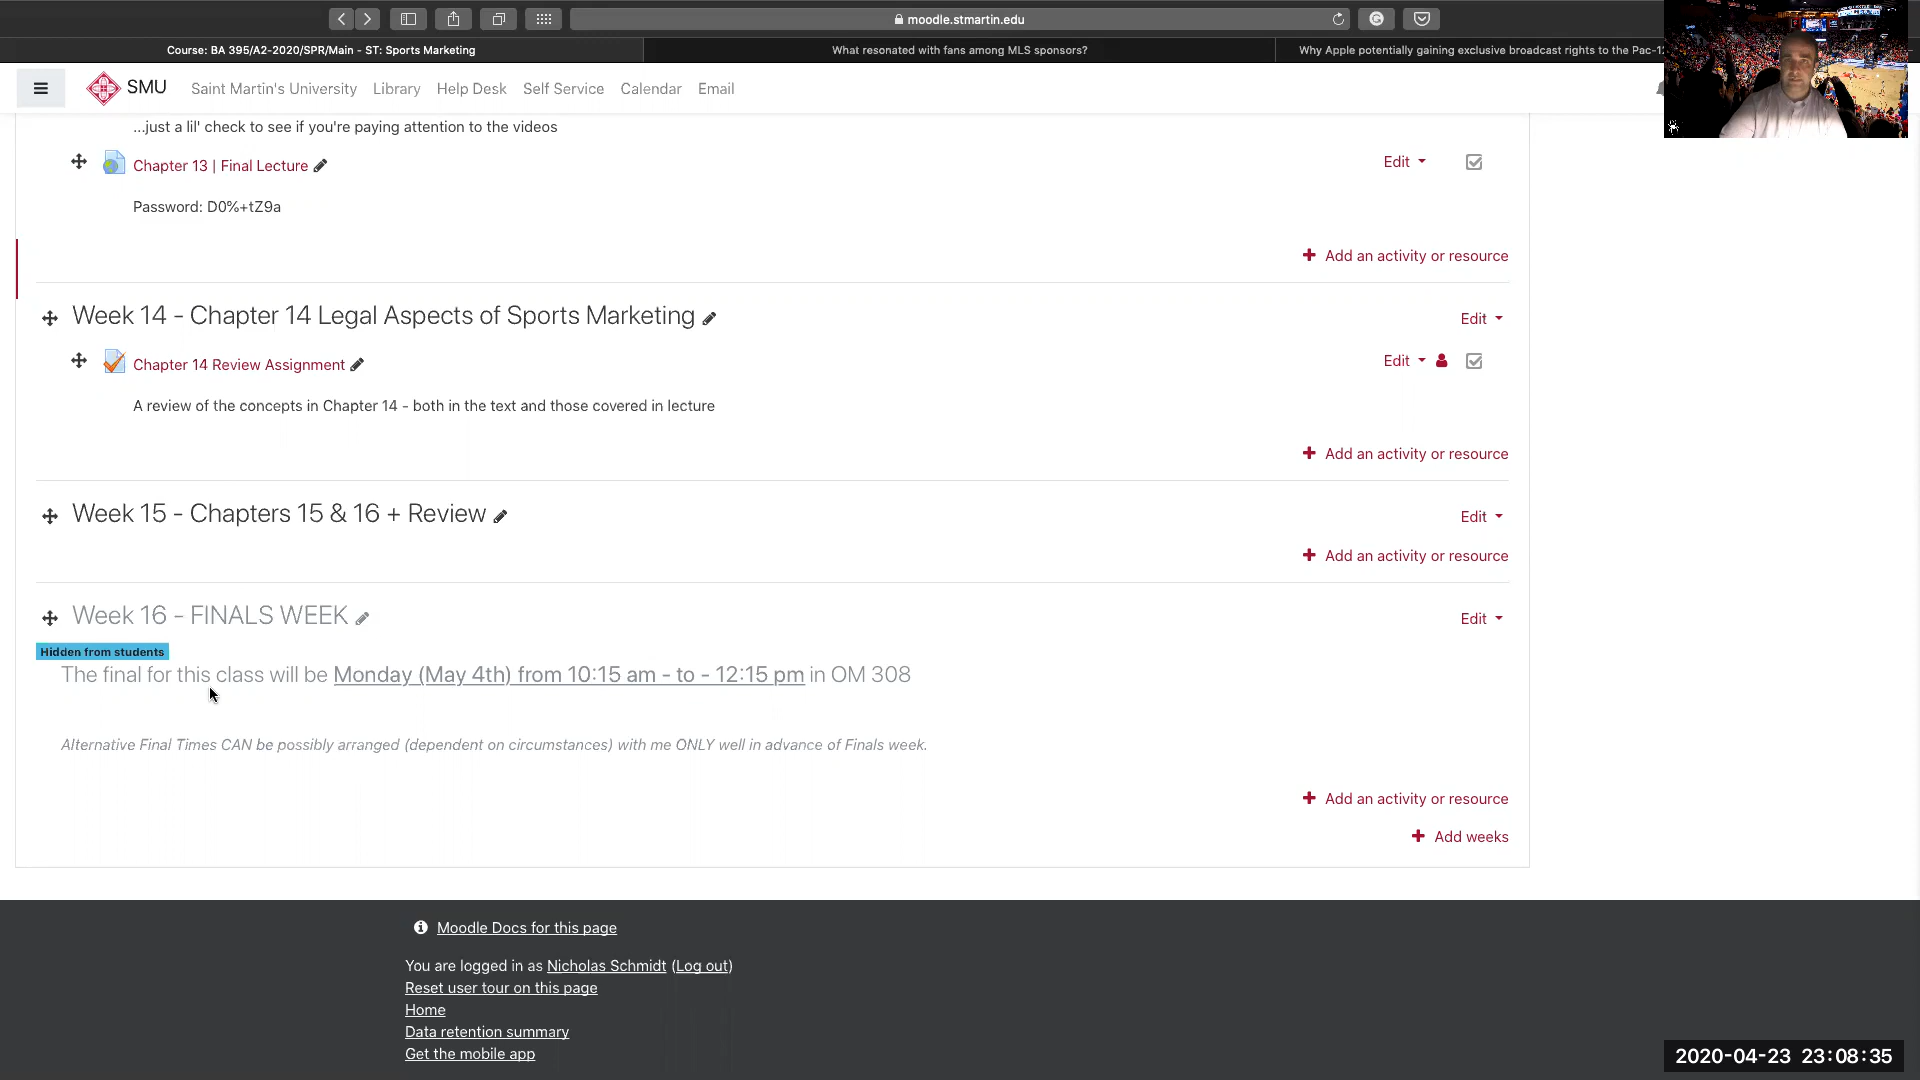 moodle.stmartin.edu
Course: BA 395/A2-2020/SPR/Main - ST: Sports Marketing
What resonated with fans among MLS sponsors?
Why Apple potentially gaining exclusive broadcast rights to the Pac-12
SMU
Saint Martin's University Library Help Desk Self Service Calendar Email
...just a lil' check to see if you're paying attention to the videos
Chapter 13 | Final Lecture
Edit
Password: D0%+tZ9a
Add an activity or resource
Week 14 - Chapter 14 Legal Aspects of Sports Marketing
Edit
Chapter 14 Review Assignment
Edit
A review of the concepts in Chapter 14 - both in the text and those covered in lecture
Add an activity or resource
Week 15 - Chapters 15 & 16 + Review
Edit
Add an activity or resource
Week 16 - FINALS WEEK
Edit
Hidden from students
The final for this class will be Monday (May 4th) from 10:15 am - to - 12:15 pm in OM 308
Alternative Final Times CAN be possibly arranged (dependent on circumstances) with me ONLY well in advance of Finals week.
Add an activity or resource
Add weeks
Moodle Docs for this page
You are logged in as Nicholas Schmidt (Log out)
Reset user tour on this page
Home
Data retention summary
Get the mobile app
2020-04-23 23:08:35